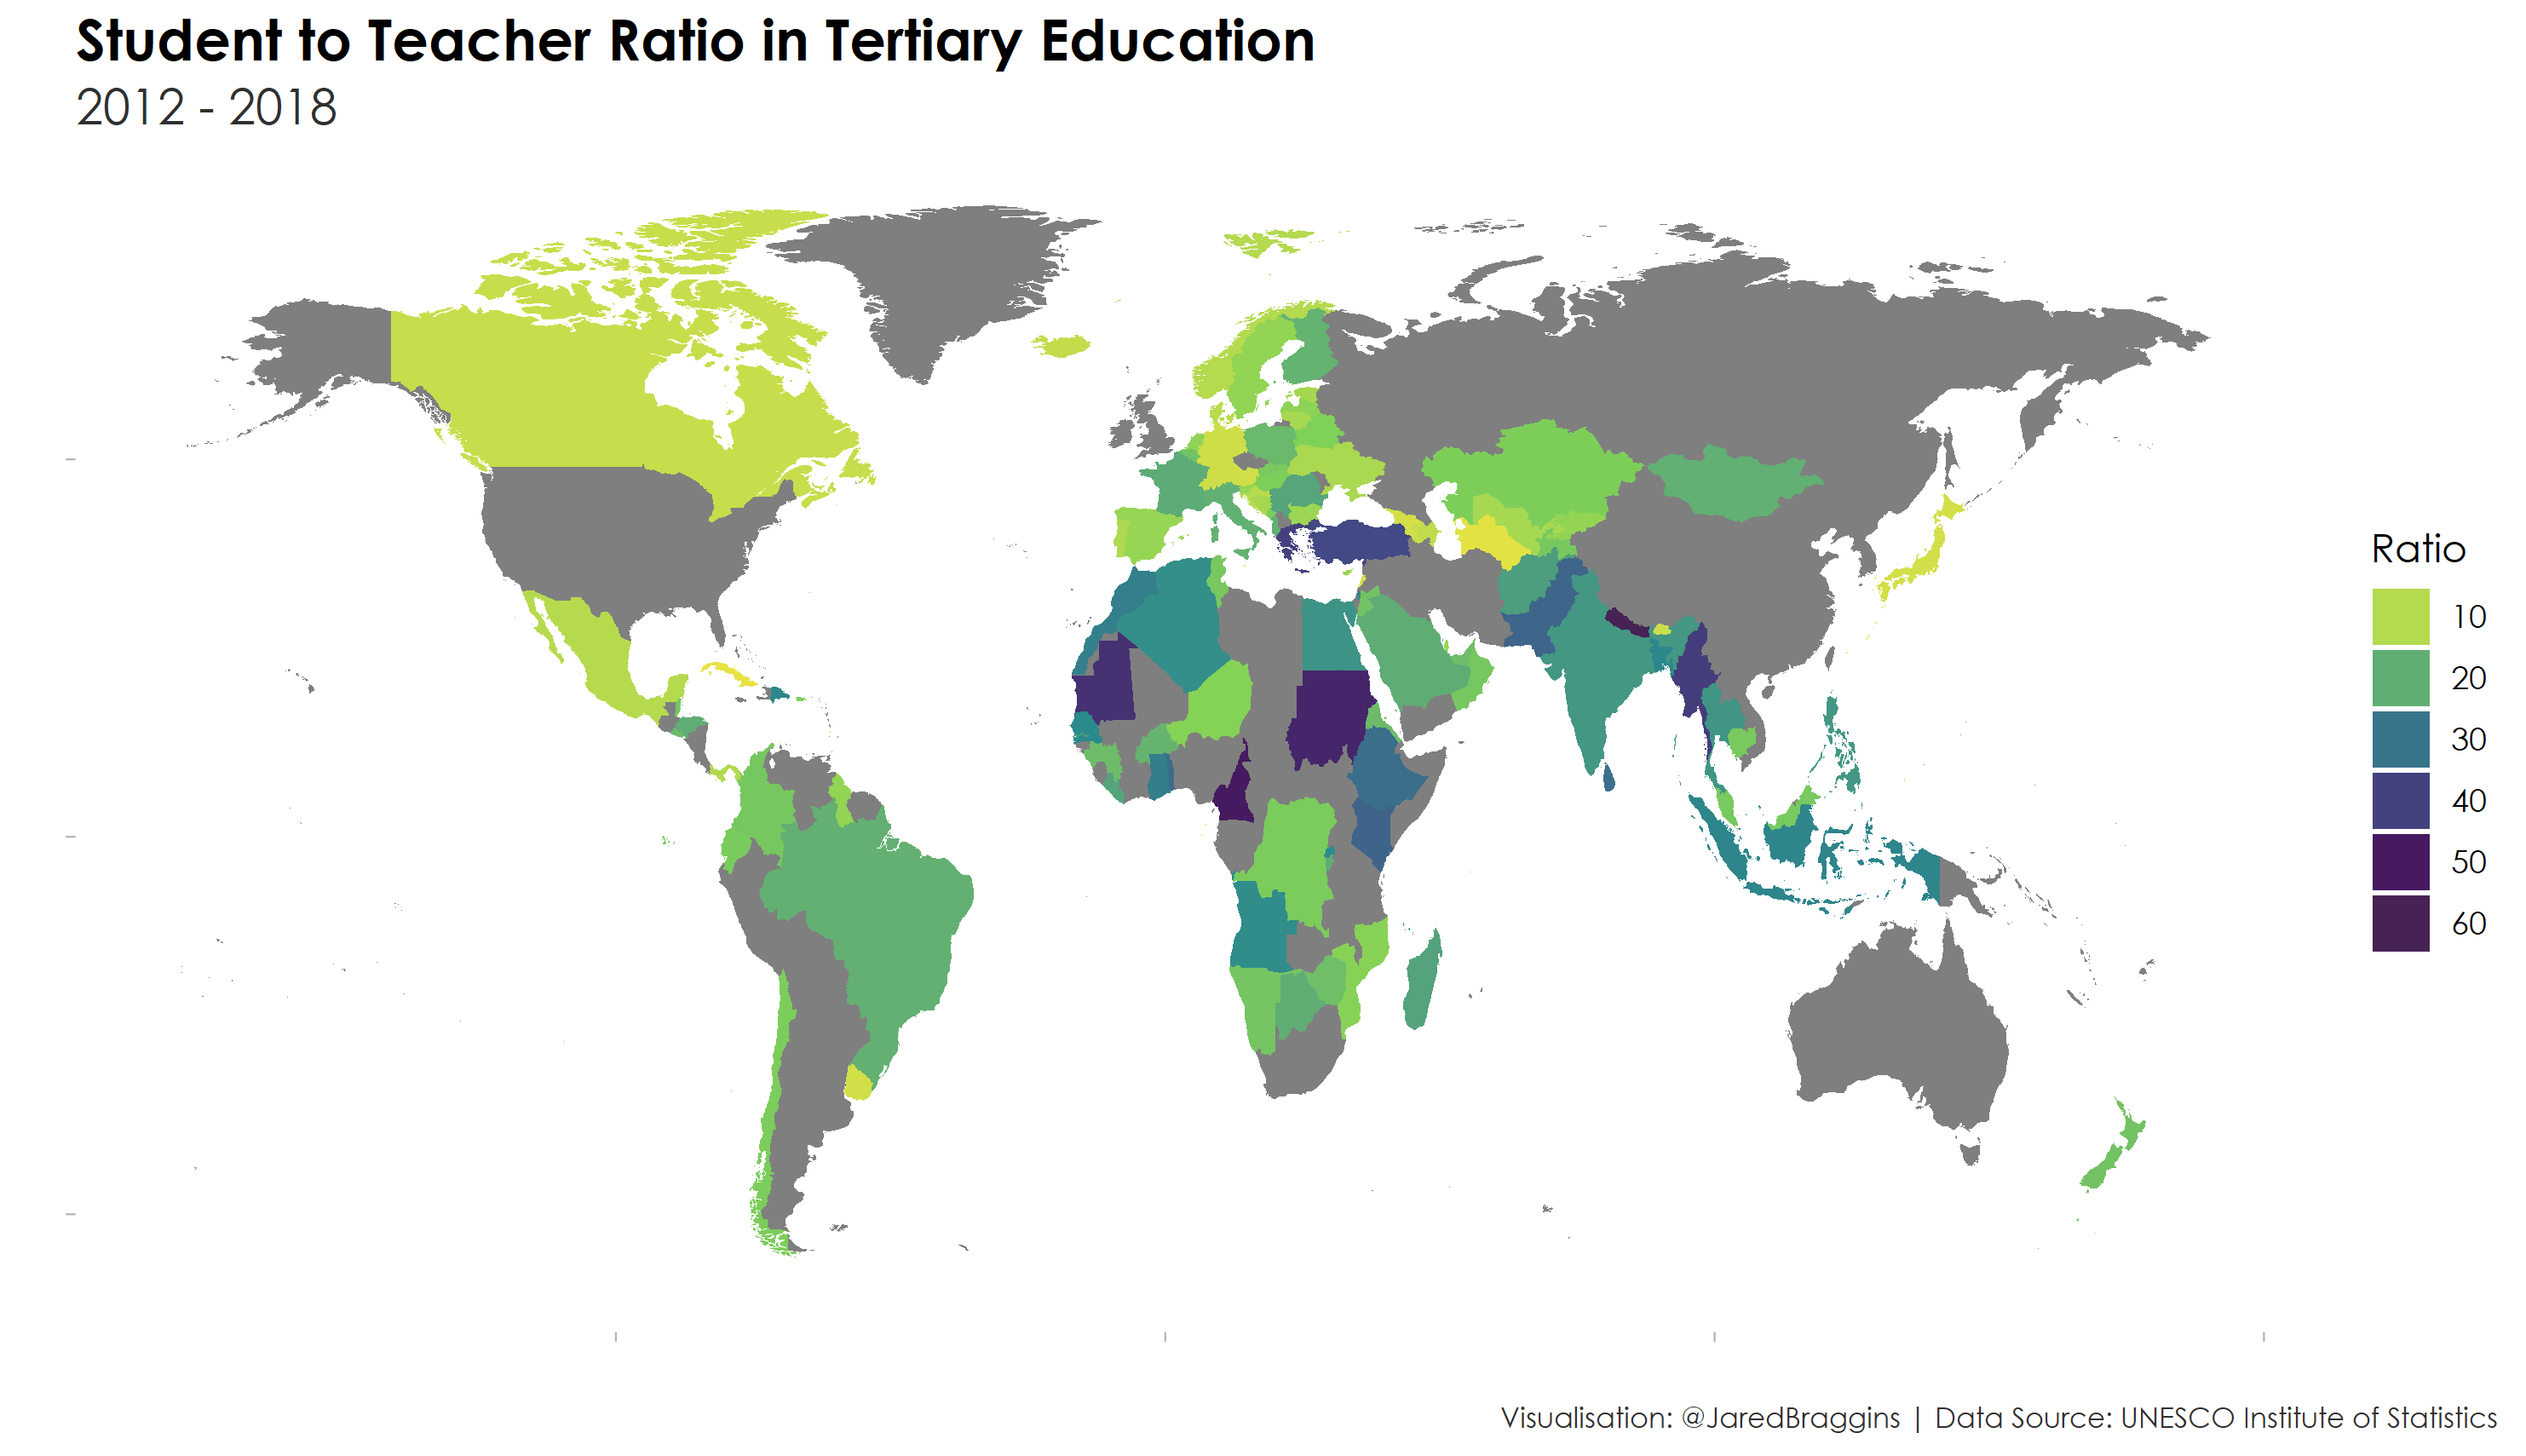 Student to Teacher Ratio in Tertiary Education
2012 - 2018
Ratio
10
20
30
40
50
60
Visualisation: @JaredBraggins | Data Source: UNESCO Institute of Statistics